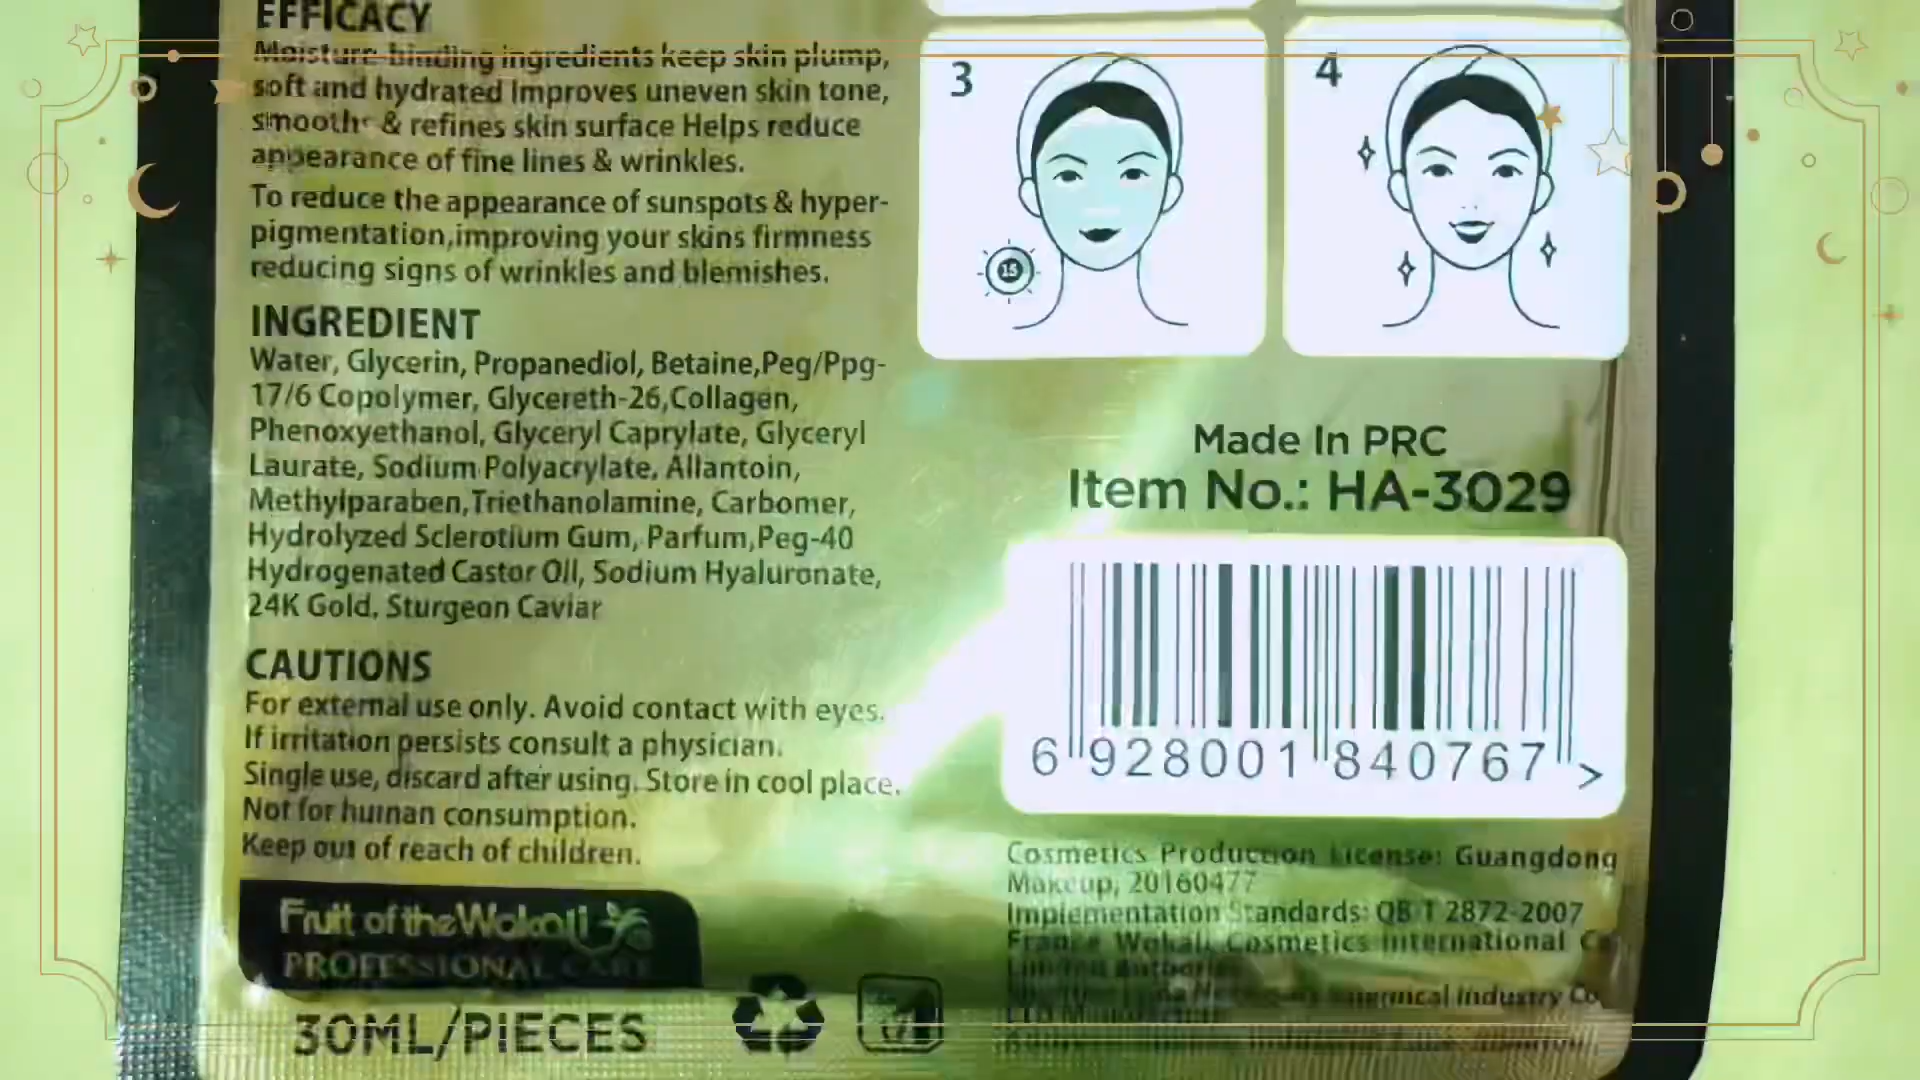 EFFICACY
Moisture-binding ingredients keep skin plump,
soft and hydrated Improves uneven skin tone,
smooths & refines skin surface Helps reduce
appearance of fine lines & wrinkles.
To reduce the appearance of sunspots & hyper-
pigmentation,improving your skins firmness
reducing signs of wrinkles and blemishes.
INGREDIENT
Water, Glycerin, Propanediol, Betaine,Peg/Ppg-
17/6 Copolymer, Glycereth-26,Collagen,
Phenoxyethanol, Glyceryl Caprylate, Glyceryl
Laurate, Sodium Polyacrylate, Allantoin,
Methylparaben,Triethanolamine, Carbomer,
Hydrolyzed Sclerotium Gum, Parfum,Peg-40
Hydrogenated Castor Oil, Sodium Hyaluronate,
24K Gold, Sturgeon Caviar
CAUTIONS
For external use only. Avoid contact with eyes.
If irritation persists consult a physician.
Single use, discard after using. Store in cool place.
Not for human consumption.
Keep out of reach of children.
Fruit of the Wokali
PROFESSIONAL CARE
30ML/PIECES
3
15
4
Made In PRC
Item No.: HA-3029
6 928001 840767 >
Cosmetics Production License: Guangdong
Makeup, 20160477
Implementation Standards: QB T 2872-2007
France Wokali Cosmetics International
Industry Co